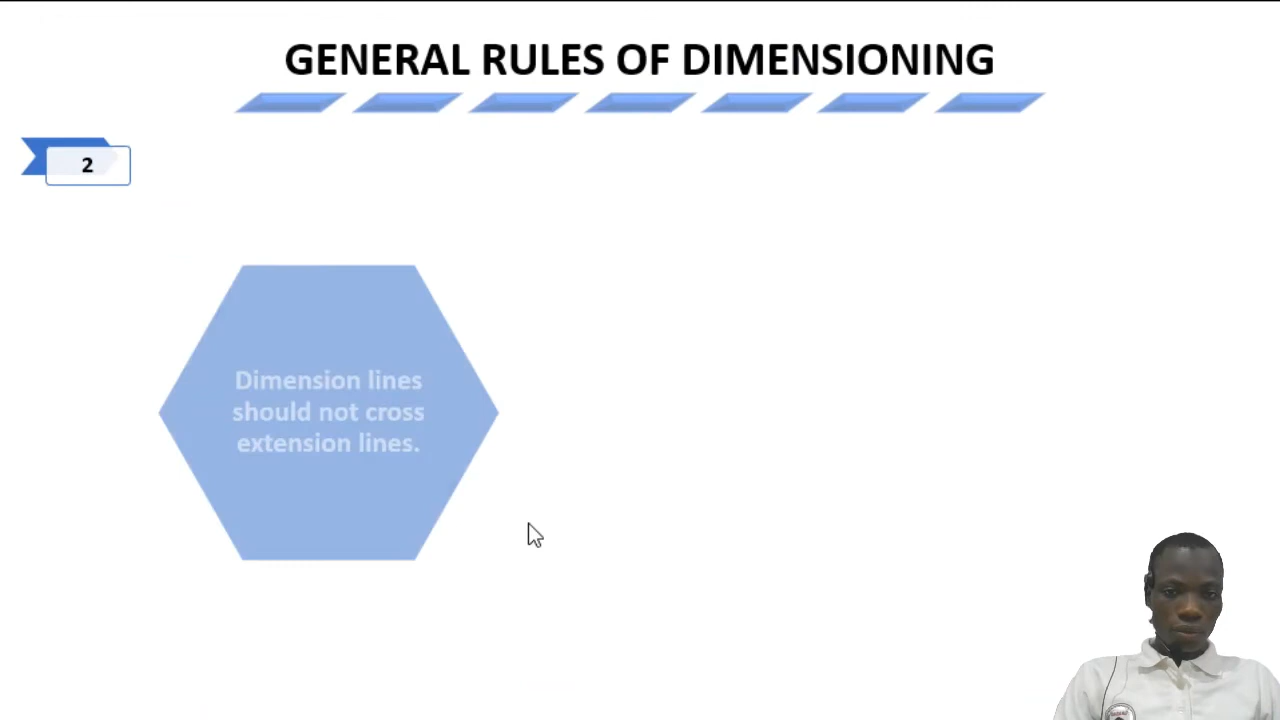 GENERAL RULES OF DIMENSIONING
2
Dimension lines
should not cross
extension lines.